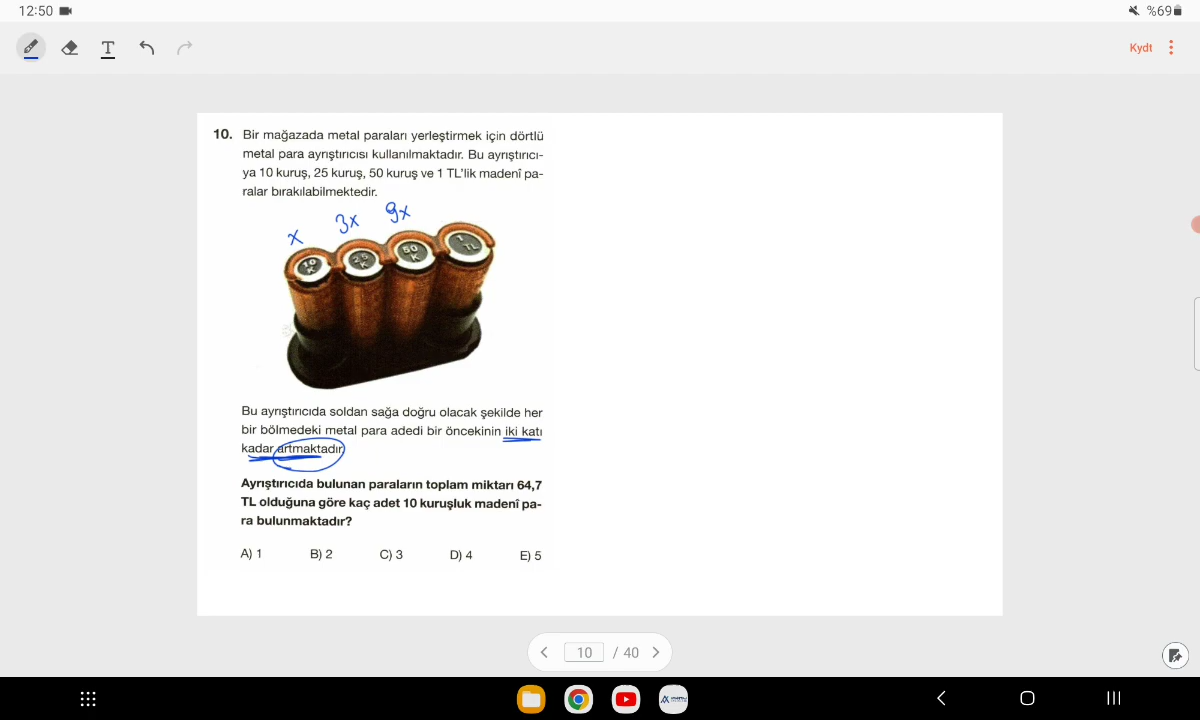 12:50
%69
T
Kydt
10. Bir mağazada metal paraları yerleştirmek için dörtlü
metal para ayrıştırıcısı kullanılmaktadır. Bu ayrıştırıcı-
ya 10 kuruş, 25 kuruş, 50 kuruş ve 1 TL'lik madenî pa-
ralar bırakılabilmektedir.
x 3x 9x
10 K
25 K
50 K
1 TL
Bu ayrıştırıcıda soldan sağa doğru olacak şekilde her
bir bölmedeki metal para adedi bir öncekinin iki katı
kadar artmaktadır.
Ayrıştırıcıda bulunan paraların toplam miktarı 64,7
TL olduğuna göre kaç adet 10 kuruşluk madenî pa-
ra bulunmaktadır?
A) 1 B) 2 C) 3 D) 4 E) 5
10 / 40